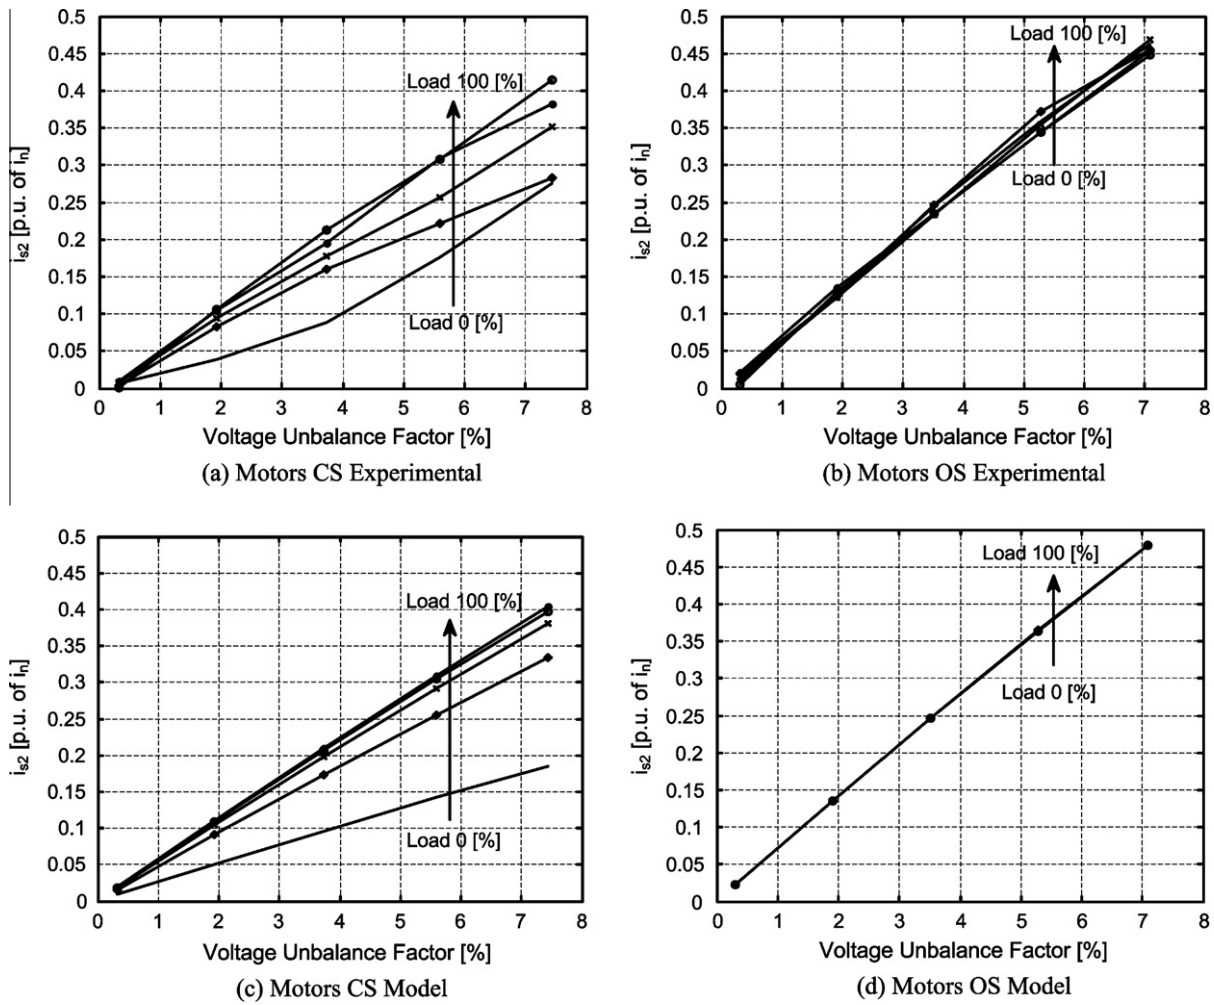 0.5
0.45
0.4
0.35
0.3
0.25
0.2
0.15
0.1
0.05
0
i_s2 [p.u. of i_n]
Load 100 [%]
Load 0 [%]
0 1 2 3 4 5 6 7 8
Voltage Unbalance Factor [%]
(a) Motors CS Experimental
0.5
0.45
0.4
0.35
0.3
0.25
0.2
0.15
0.1
0.05
0
i_s2 [p.u. of i_n]
Load 100 [%]
Load 0 [%]
0 1 2 3 4 5 6 7 8
Voltage Unbalance Factor [%]
(b) Motors OS Experimental
0.5
0.45
0.4
0.35
0.3
0.25
0.2
0.15
0.1
0.05
0
i_s2 [p.u. of i_n]
Load 100 [%]
Load 0 [%]
0 1 2 3 4 5 6 7 8
Voltage Unbalance Factor [%]
(c) Motors CS Model
0.5
0.45
0.4
0.35
0.3
0.25
0.2
0.15
0.1
0.05
0
i_s2 [p.u. of i_n]
Load 100 [%]
Load 0 [%]
0 1 2 3 4 5 6 7 8
Voltage Unbalance Factor [%]
(d) Motors OS Model